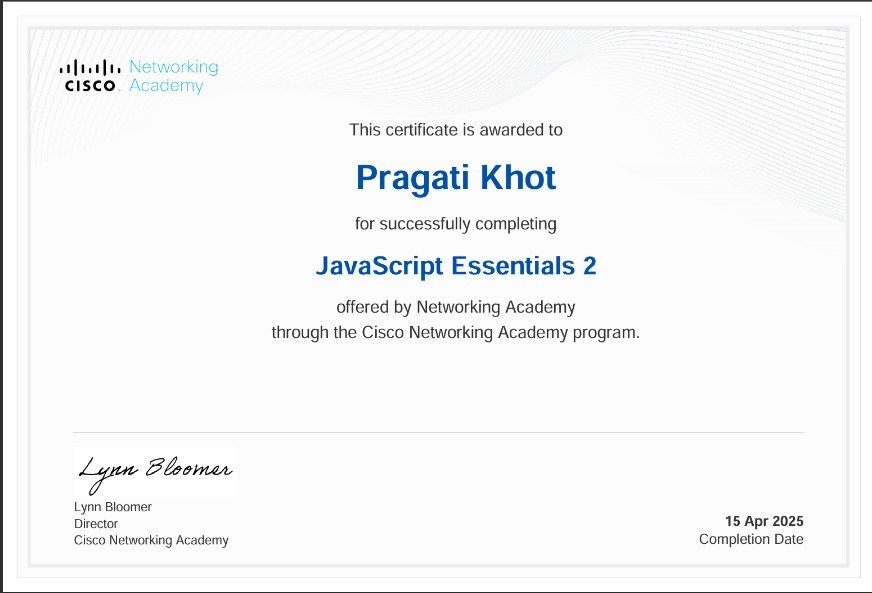 CISCO Networking
Academy
This certificate is awarded to
Pragati Khot
for successfully completing
JavaScript Essentials 2
offered by Networking Academy
through the Cisco Networking Academy program.
Lynn Bloomer
Lynn Bloomer
Director
Cisco Networking Academy
15 Apr 2025
Completion Date